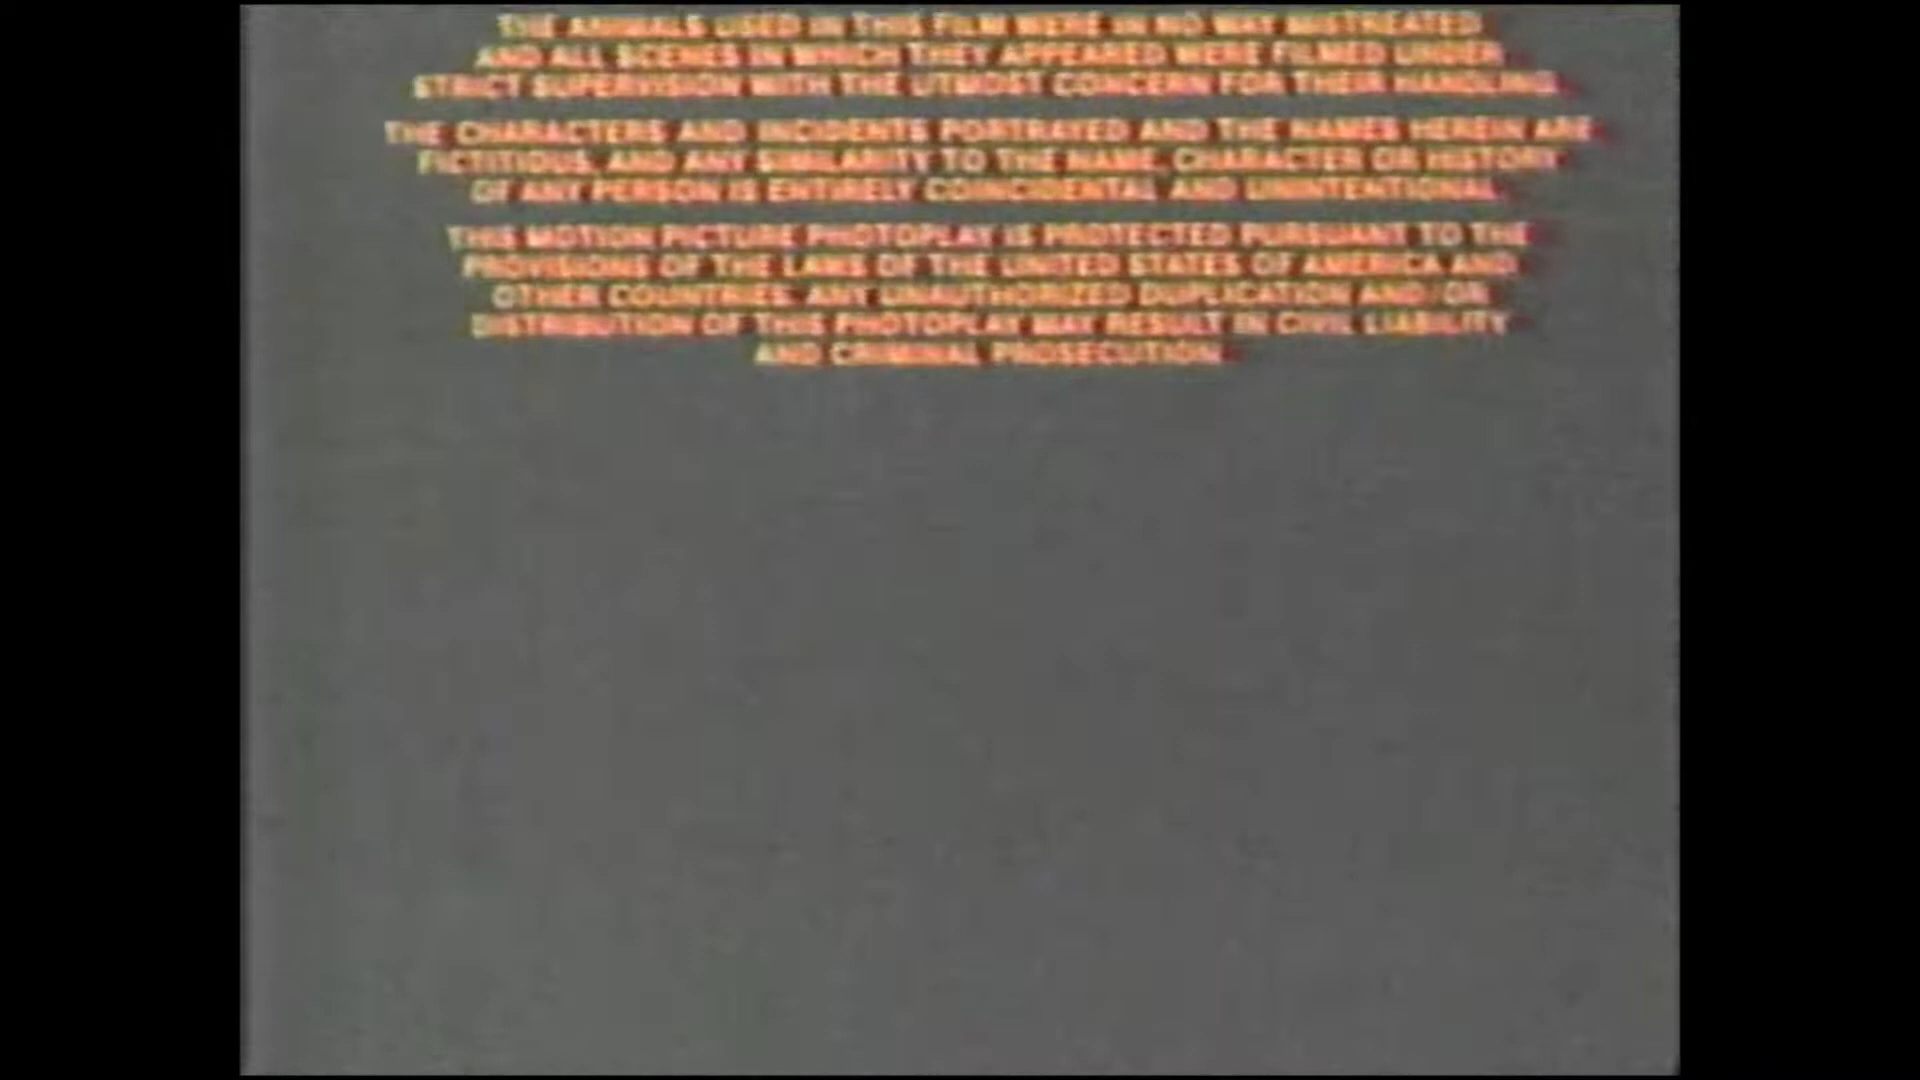 THE ANIMALS USED IN THIS FILM WERE IN NO WAY MISTREATED
AND ALL SCENES IN WHICH THEY APPEARED WERE FILMED UNDER
STRICT SUPERVISION WITH THE UTMOST CONCERN FOR THEIR HANDLING.
THE CHARACTERS AND INCIDENTS PORTRAYED AND THE NAMES HEREIN ARE
FICTITIOUS, AND ANY SIMILARITY TO THE NAME, CHARACTER OR HISTORY
OF ANY PERSON IS ENTIRELY COINCIDENTAL AND UNINTENTIONAL.
THIS MOTION PICTURE PHOTOPLAY IS PROTECTED PURSUANT TO THE
PROVISIONS OF THE LAWS OF THE UNITED STATES OF AMERICA AND
OTHER COUNTRIES. ANY UNAUTHORIZED DUPLICATION AND/OR
DISTRIBUTION OF THIS PHOTOPLAY MAY RESULT IN CIVIL LIABILITY
AND CRIMINAL PROSECUTION.